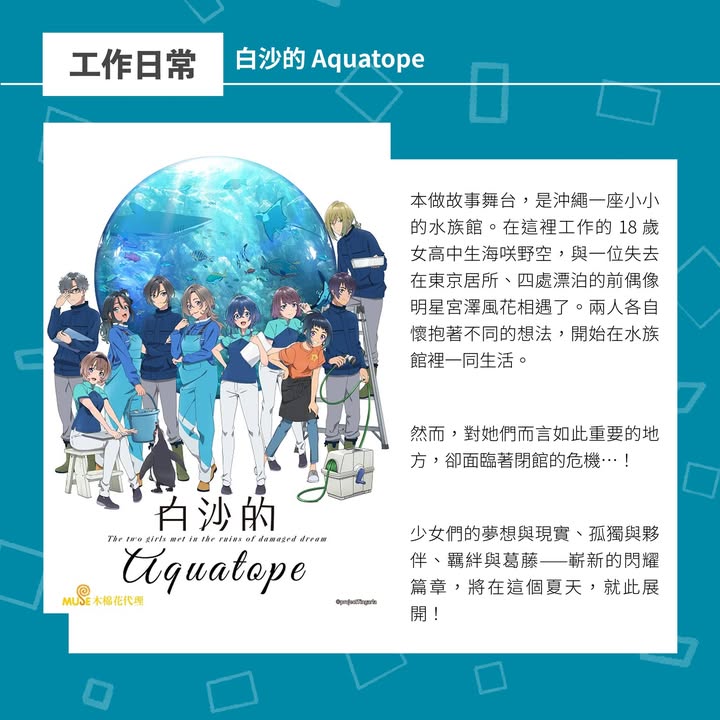 工作日常
白沙的 Aquatope
本做故事舞台，是沖繩一座小小
的水族館。在這裡工作的 18 歲
女高中生海咲野空，與一位失去
在東京居所、四處漂泊的前偶像
明星宮澤風花相遇了。兩人各自
懷抱著不同的想法，開始在水族
館裡一同生活。
然而，對她們而言如此重要的地
方，卻面臨著閉館的危機…！
少女們的夢想與現實、孤獨與夥
伴、羈絆與葛藤——嶄新的閃耀
篇章，將在這個夏天，就此展
開！
白沙的
The two girls met in the ruins of damaged dream
Aquatope
MUSE 木棉花代理
©projectTingarla